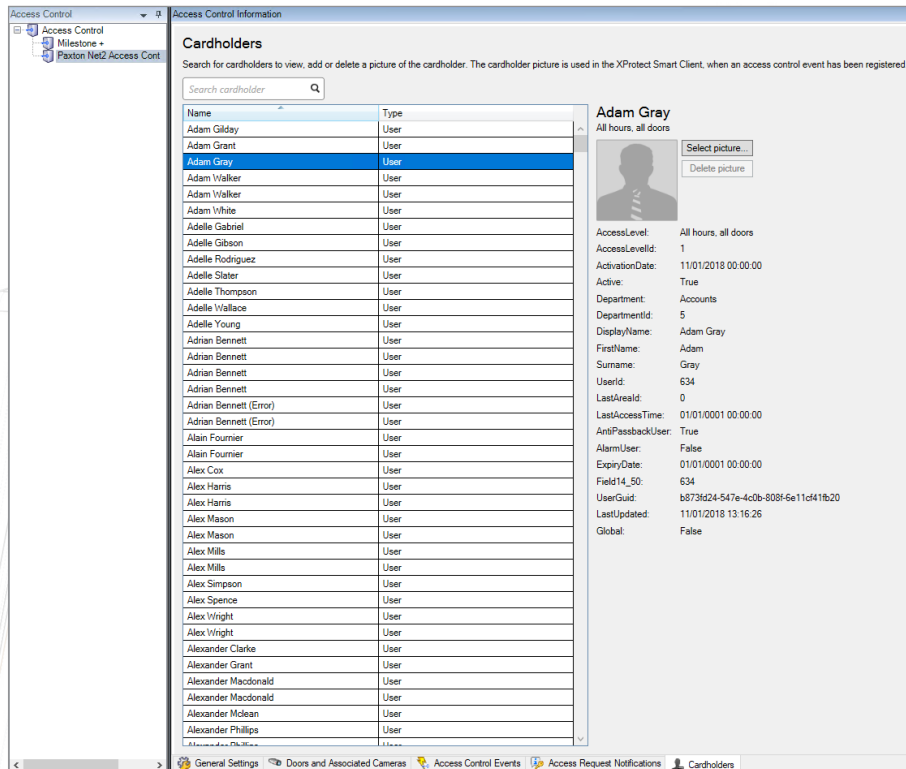 Access Control
Access Control Information
Access Control
Milestone +
Paxton Net2 Access Cont
Cardholders
Search for cardholders to view, add or delete a picture of the cardholder. The cardholder picture is used in the XProtect Smart Client, when an access control event has been registered
Search cardholder
Name Type
Adam Gilday User
Adam Grant User
Adam Gray User
Adam Walker User
Adam Walker User
Adam White User
Adelle Gabriel User
Adelle Gibson User
Adelle Rodriguez User
Adelle Slater User
Adelle Thompson User
Adelle Wallace User
Adelle Young User
Adrian Bennett User
Adrian Bennett User
Adrian Bennett User
Adrian Bennett User
Adrian Bennett (Error) User
Adrian Bennett (Error) User
Alain Fournier User
Alain Fournier User
Alex Cox User
Alex Harris User
Alex Harris User
Alex Mason User
Alex Mason User
Alex Mills User
Alex Mills User
Alex Simpson User
Alex Spence User
Alex Wright User
Alex Wright User
Alexander Clarke User
Alexander Grant User
Alexander Macdonald User
Alexander Macdonald User
Alexander Mclean User
Alexander Phillips User
Alexander Phillips User
Adam Gray
All hours, all doors
Select picture...
Delete picture
AccessLevel: All hours, all doors
AccessLevelId: 1
ActivationDate: 11/01/2018 00:00:00
Active: True
Department: Accounts
DepartmentId: 5
DisplayName: Adam Gray
FirstName: Adam
Surname: Gray
UserId: 634
LastAreaId: 0
LastAccessTime: 01/01/0001 00:00:00
AntiPassbackUser: True
AlarmUser: False
ExpiryDate: 01/01/0001 00:00:00
Field14_50: 634
UserGuid: b873fd24-547e-4c0b-808f-6e11cf41fb20
LastUpdated: 11/01/2018 13:16:26
Global: False
General Settings Doors and Associated Cameras Access Control Events Access Request Notifications Cardholders